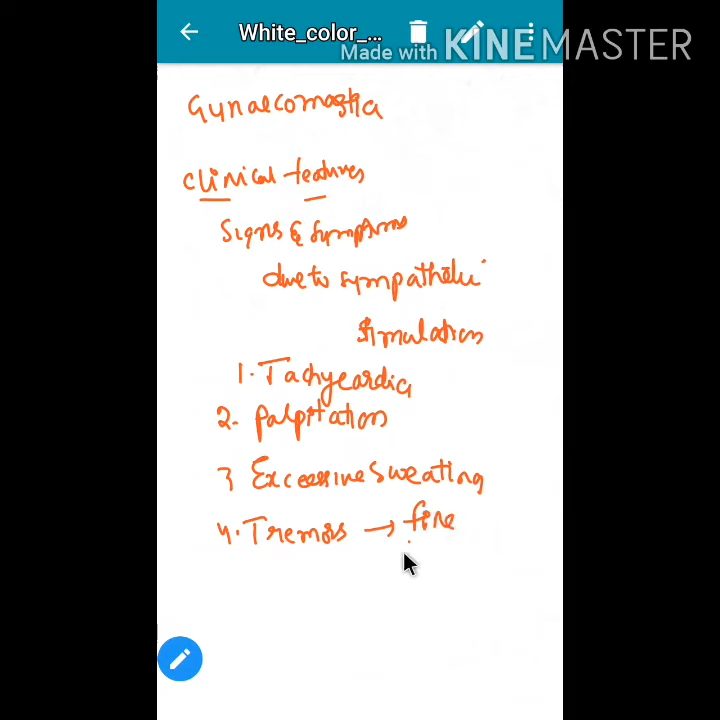 White_color_...
Made with KINEMASTER
Gynaecomastia
Clinical features
Signs & Symptoms
due to sympathetic
Stimulation
1. Tachycardia
2. Palpitation
3 Excessive Sweating
4. Tremors → fine